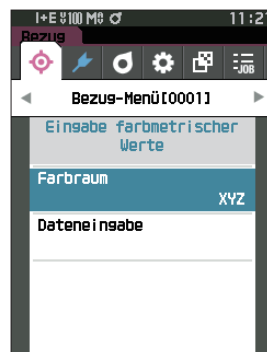 I+E 100 M0 11:2
Bezug
JOB
Bezug-Menü[0001]
Eingabe farbmetrischer
Werte
Farbraum
XYZ
Dateneingabe